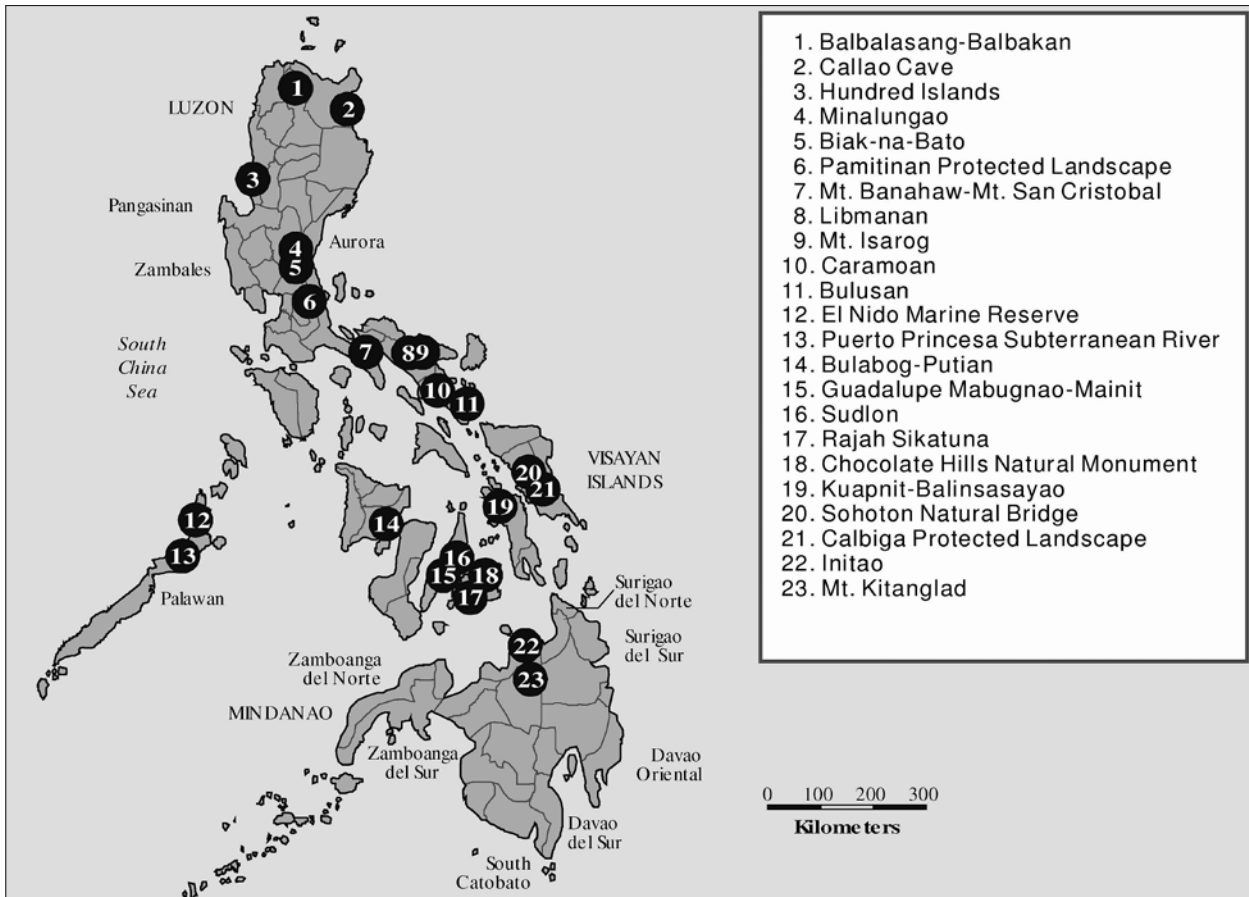 1. Balbalasang-Balbakan
2. Callao Cave
3. Hundred Islands
4. Minalungao
5. Biak-na-Bato
6. Pamitinan Protected Landscape
7. Mt. Banahaw-Mt. San Cristobal
8. Libmanan
9. Mt. Isarog
10. Caramoan
11. Bulusan
12. El Nido Marine Reserve
13. Puerto Princesa Subterranean River
14. Bulabog-Putian
15. Guadalupe Mabugnao-Mainit
16. Sudlon
17. Rajah Sikatuna
18. Chocolate Hills Natural Monument
19. Kuapnit-Balinsasayao
20. Sohoton Natural Bridge
21. Calbiga Protected Landscape
22. Initao
23. Mt. Kitanglad
1
LUZON
2
3
Pangasinan
4
Aurora
5
Zambales
6
South
China
Sea
7
8 9
10
11
VISAYAN
ISLANDS
20
21
19
12
14
13
16
15
18
17
Palawan
Surigao
del Norte
22
Surigao
del Sur
Zamboanga
del Norte
23
MINDANAO
Zamboanga
del Sur
Davao
Oriental
Davao
del Sur
South
Catobato
0 100 200 300
Kilometers